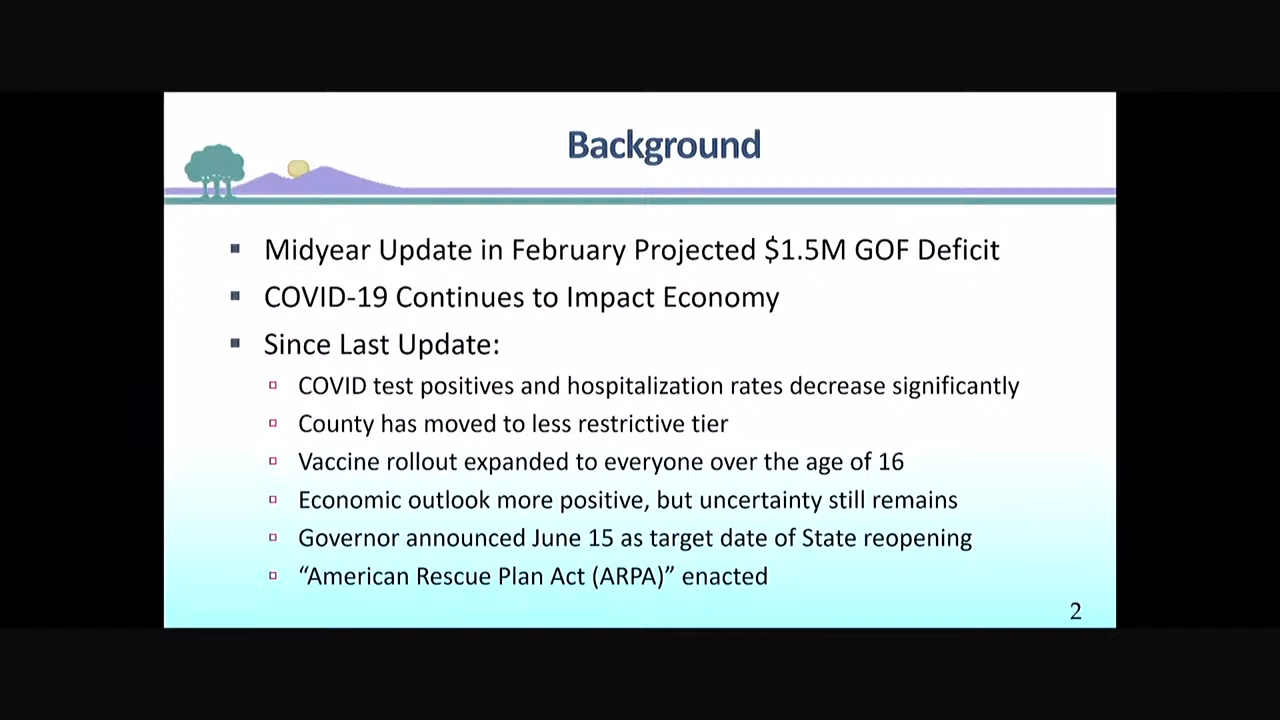 Background
Midyear Update in February Projected $1.5M GOF Deficit
COVID-19 Continues to Impact Economy
Since Last Update:
COVID test positives and hospitalization rates decrease significantly
County has moved to less restrictive tier
Vaccine rollout expanded to everyone over the age of 16
Economic outlook more positive, but uncertainty still remains
Governor announced June 15 as target date of State reopening
“American Rescue Plan Act (ARPA)” enacted
2